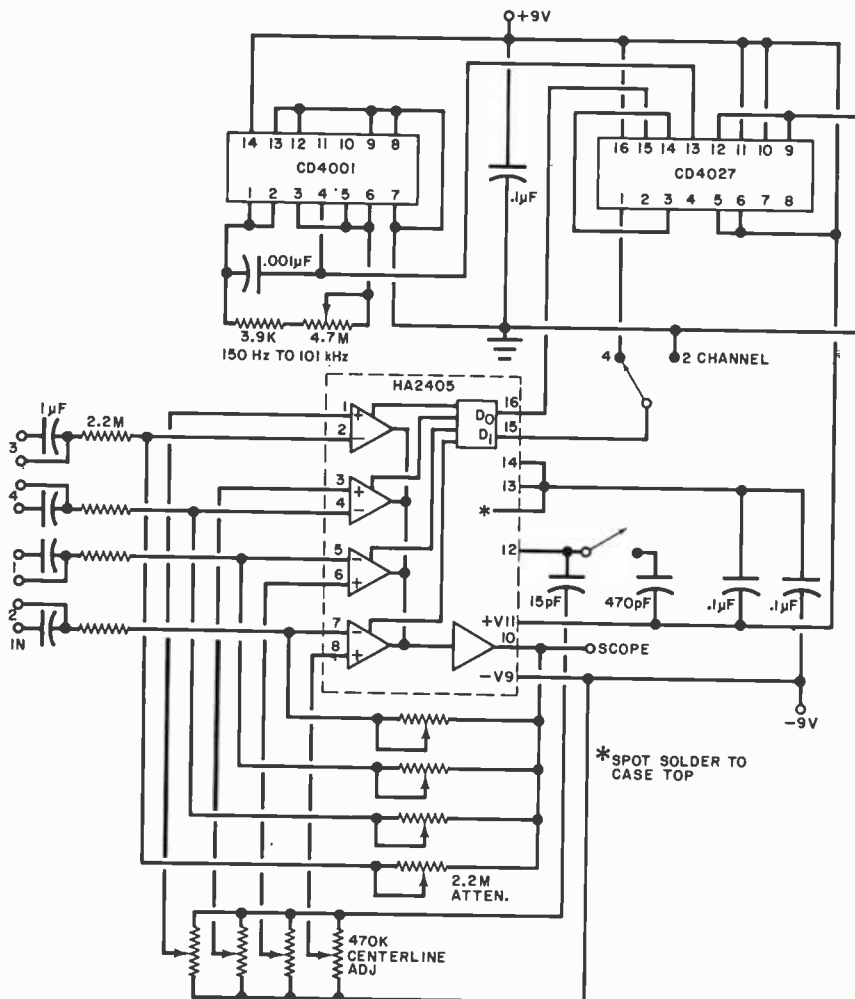 +9V
14 13 12 11 10 9 8
CD4001
1 2 3 4 5 6 7
16 15 14 13 12 11 10 9
CD4027
1 2 3 4 5 6 7 8
.1µF
.001µF
3.9K
4.7M
150 Hz TO 101 kHz
4
2 CHANNEL
HA2405
1µF
2.2M
3
4
1
2
IN
1
+
2
−
3
+
4
−
5
−
6
+
7
−
8
+
D0
D1
16
15
14
13
*
12
15pF
470pF
.1µF
.1µF
+V11
10
SCOPE
−V9
−9V
*SPOT SOLDER TO
CASE TOP
2.2M
ATTEN.
470K
CENTERLINE
ADJ